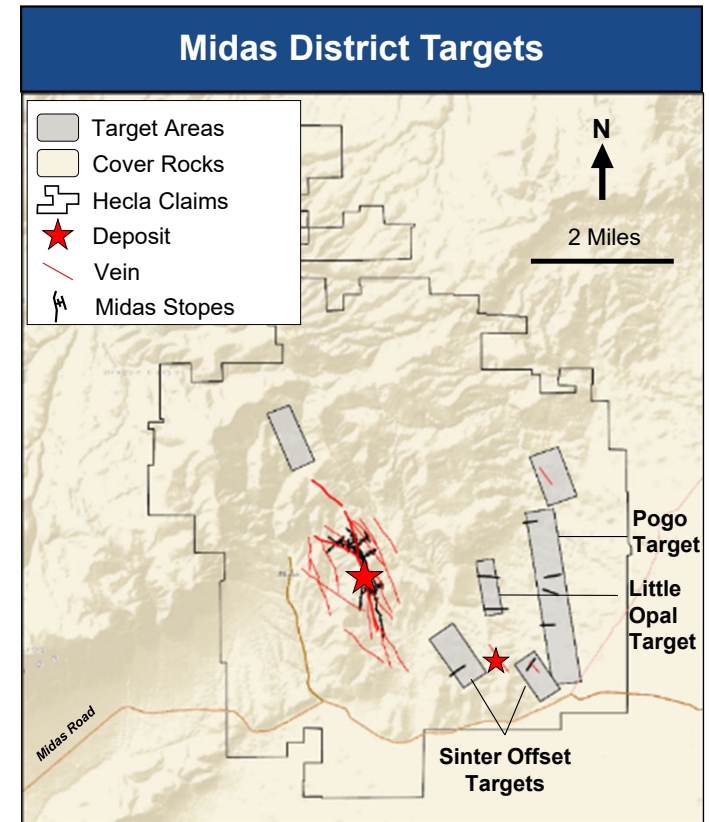 Midas District Targets
Target Areas
Cover Rocks
Hecla Claims
Deposit
Vein
Midas Stopes
N
2 Miles
Pogo
Target
Little
Opal
Target
Midas Road
Sinter Offset
Targets